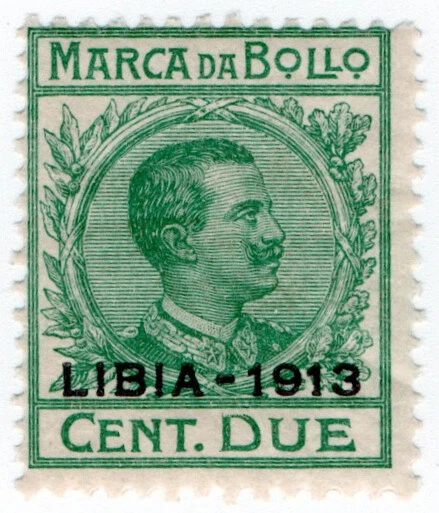 MARCA DA BOLLO
LIBIA - 1913
CENT. DUE